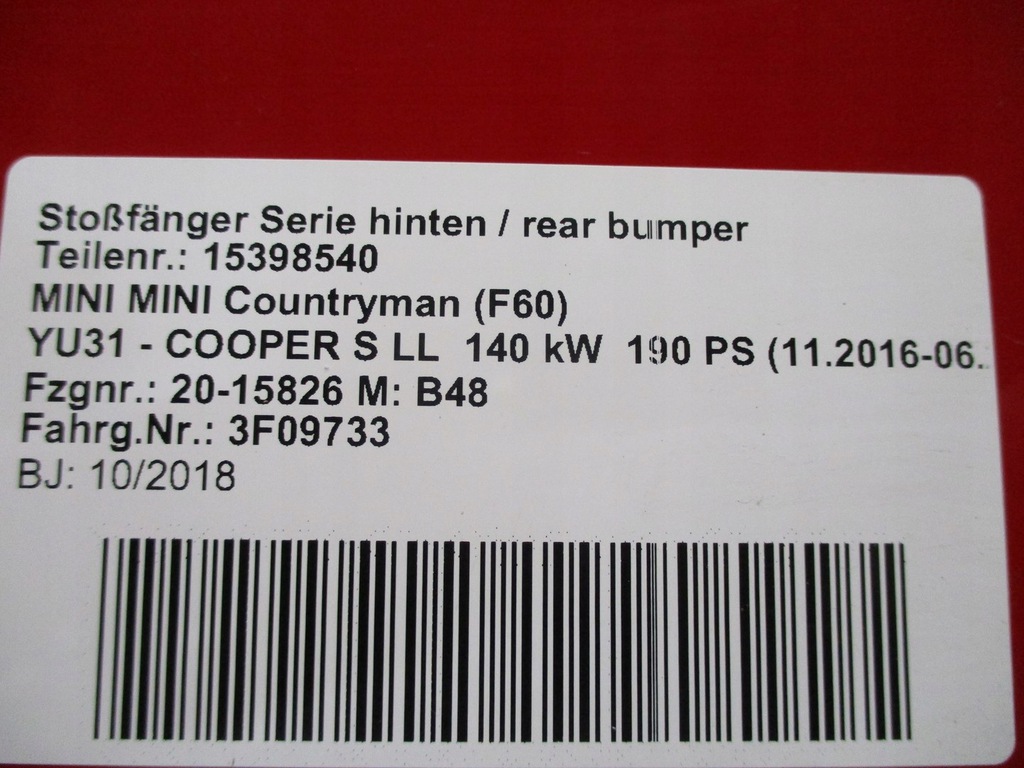 Stoßfänger Serie hinten / rear bumper
Teilenr.: 15398540
MINI MINI Countryman (F60)
YU31 - COOPER S LL 140 kW 190 PS (11.2016-06.
Fzgnr.: 20-15826 M: B48
Fahrg.Nr.: 3F09733
BJ: 10/2018